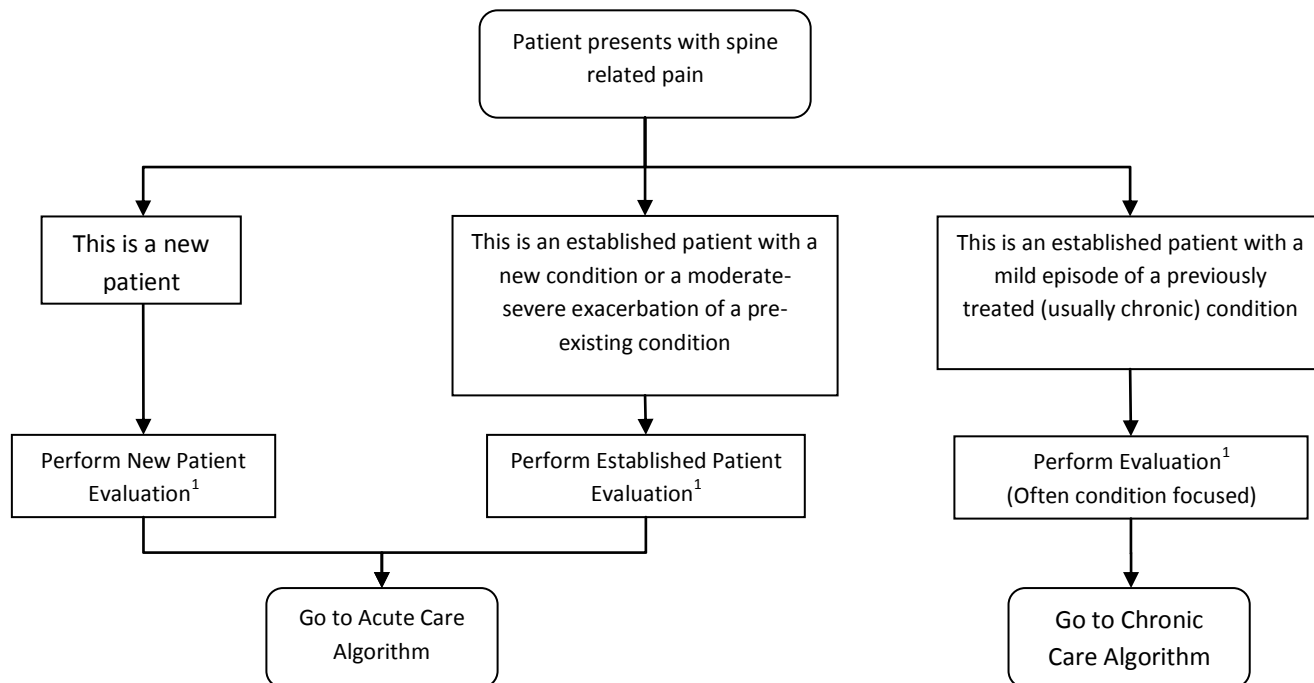 Patient presents with spine
related pain
This is a new
patient
This is an established patient with a
new condition or a moderate-
severe exacerbation of a pre-
existing condition
This is an established patient with a
mild episode of a previously
treated (usually chronic) condition
Perform New Patient
Evaluation¹
Perform Established Patient
Evaluation¹
Perform Evaluation¹
(Often condition focused)
Go to Acute Care
Algorithm
Go to Chronic
Care Algorithm